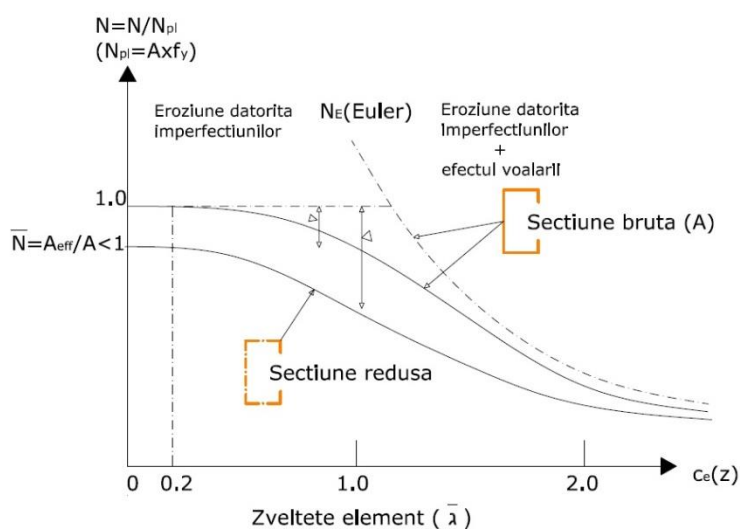 N=N/Npl
(Npl=Axfy)
Eroziune datorita
imperfectiunilor
NE(Euler)
Eroziune datorita
imperfectiunilor
+
efectul voalarii
1.0
Sectiune bruta (A)
N̅=Aeff/A<1
Sectiune redusa
0
0.2
1.0
2.0
ce(z)
Zveltete element ( λ̅ )